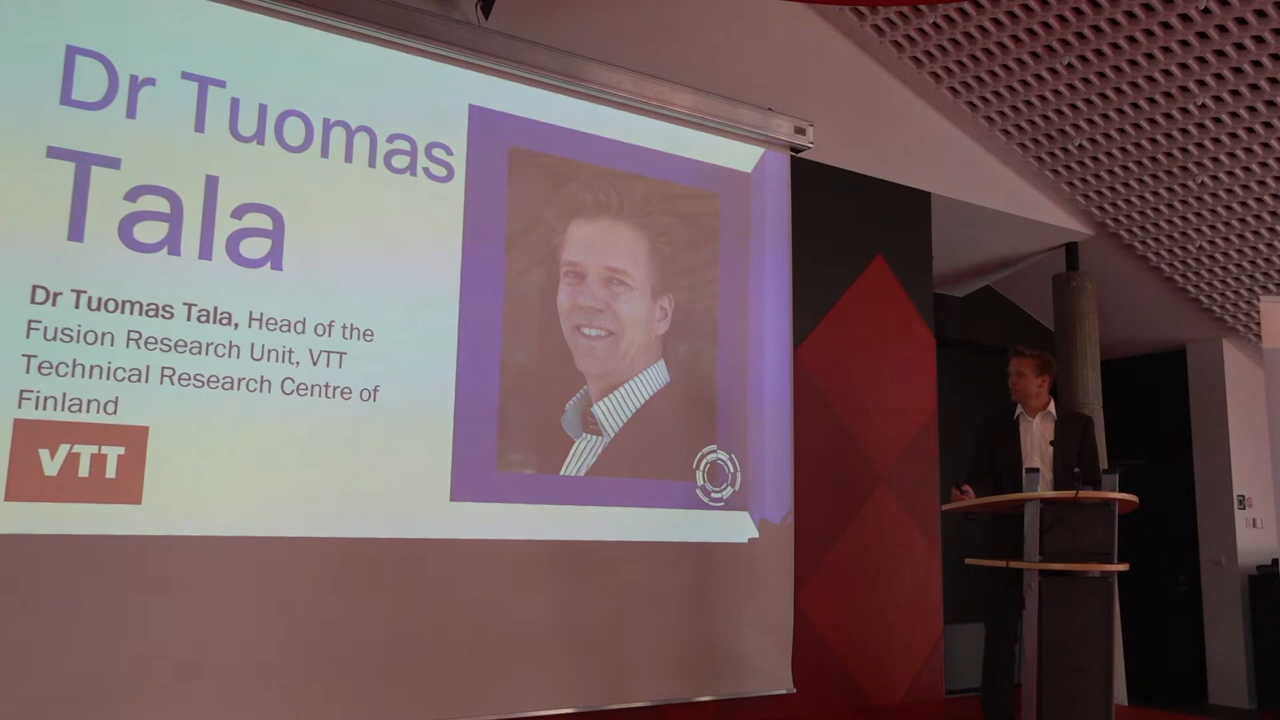 Dr Tuomas
Tala
Dr Tuomas Tala, Head of the
Fusion Research Unit, VTT
Technical Research Centre of
Finland
VTT